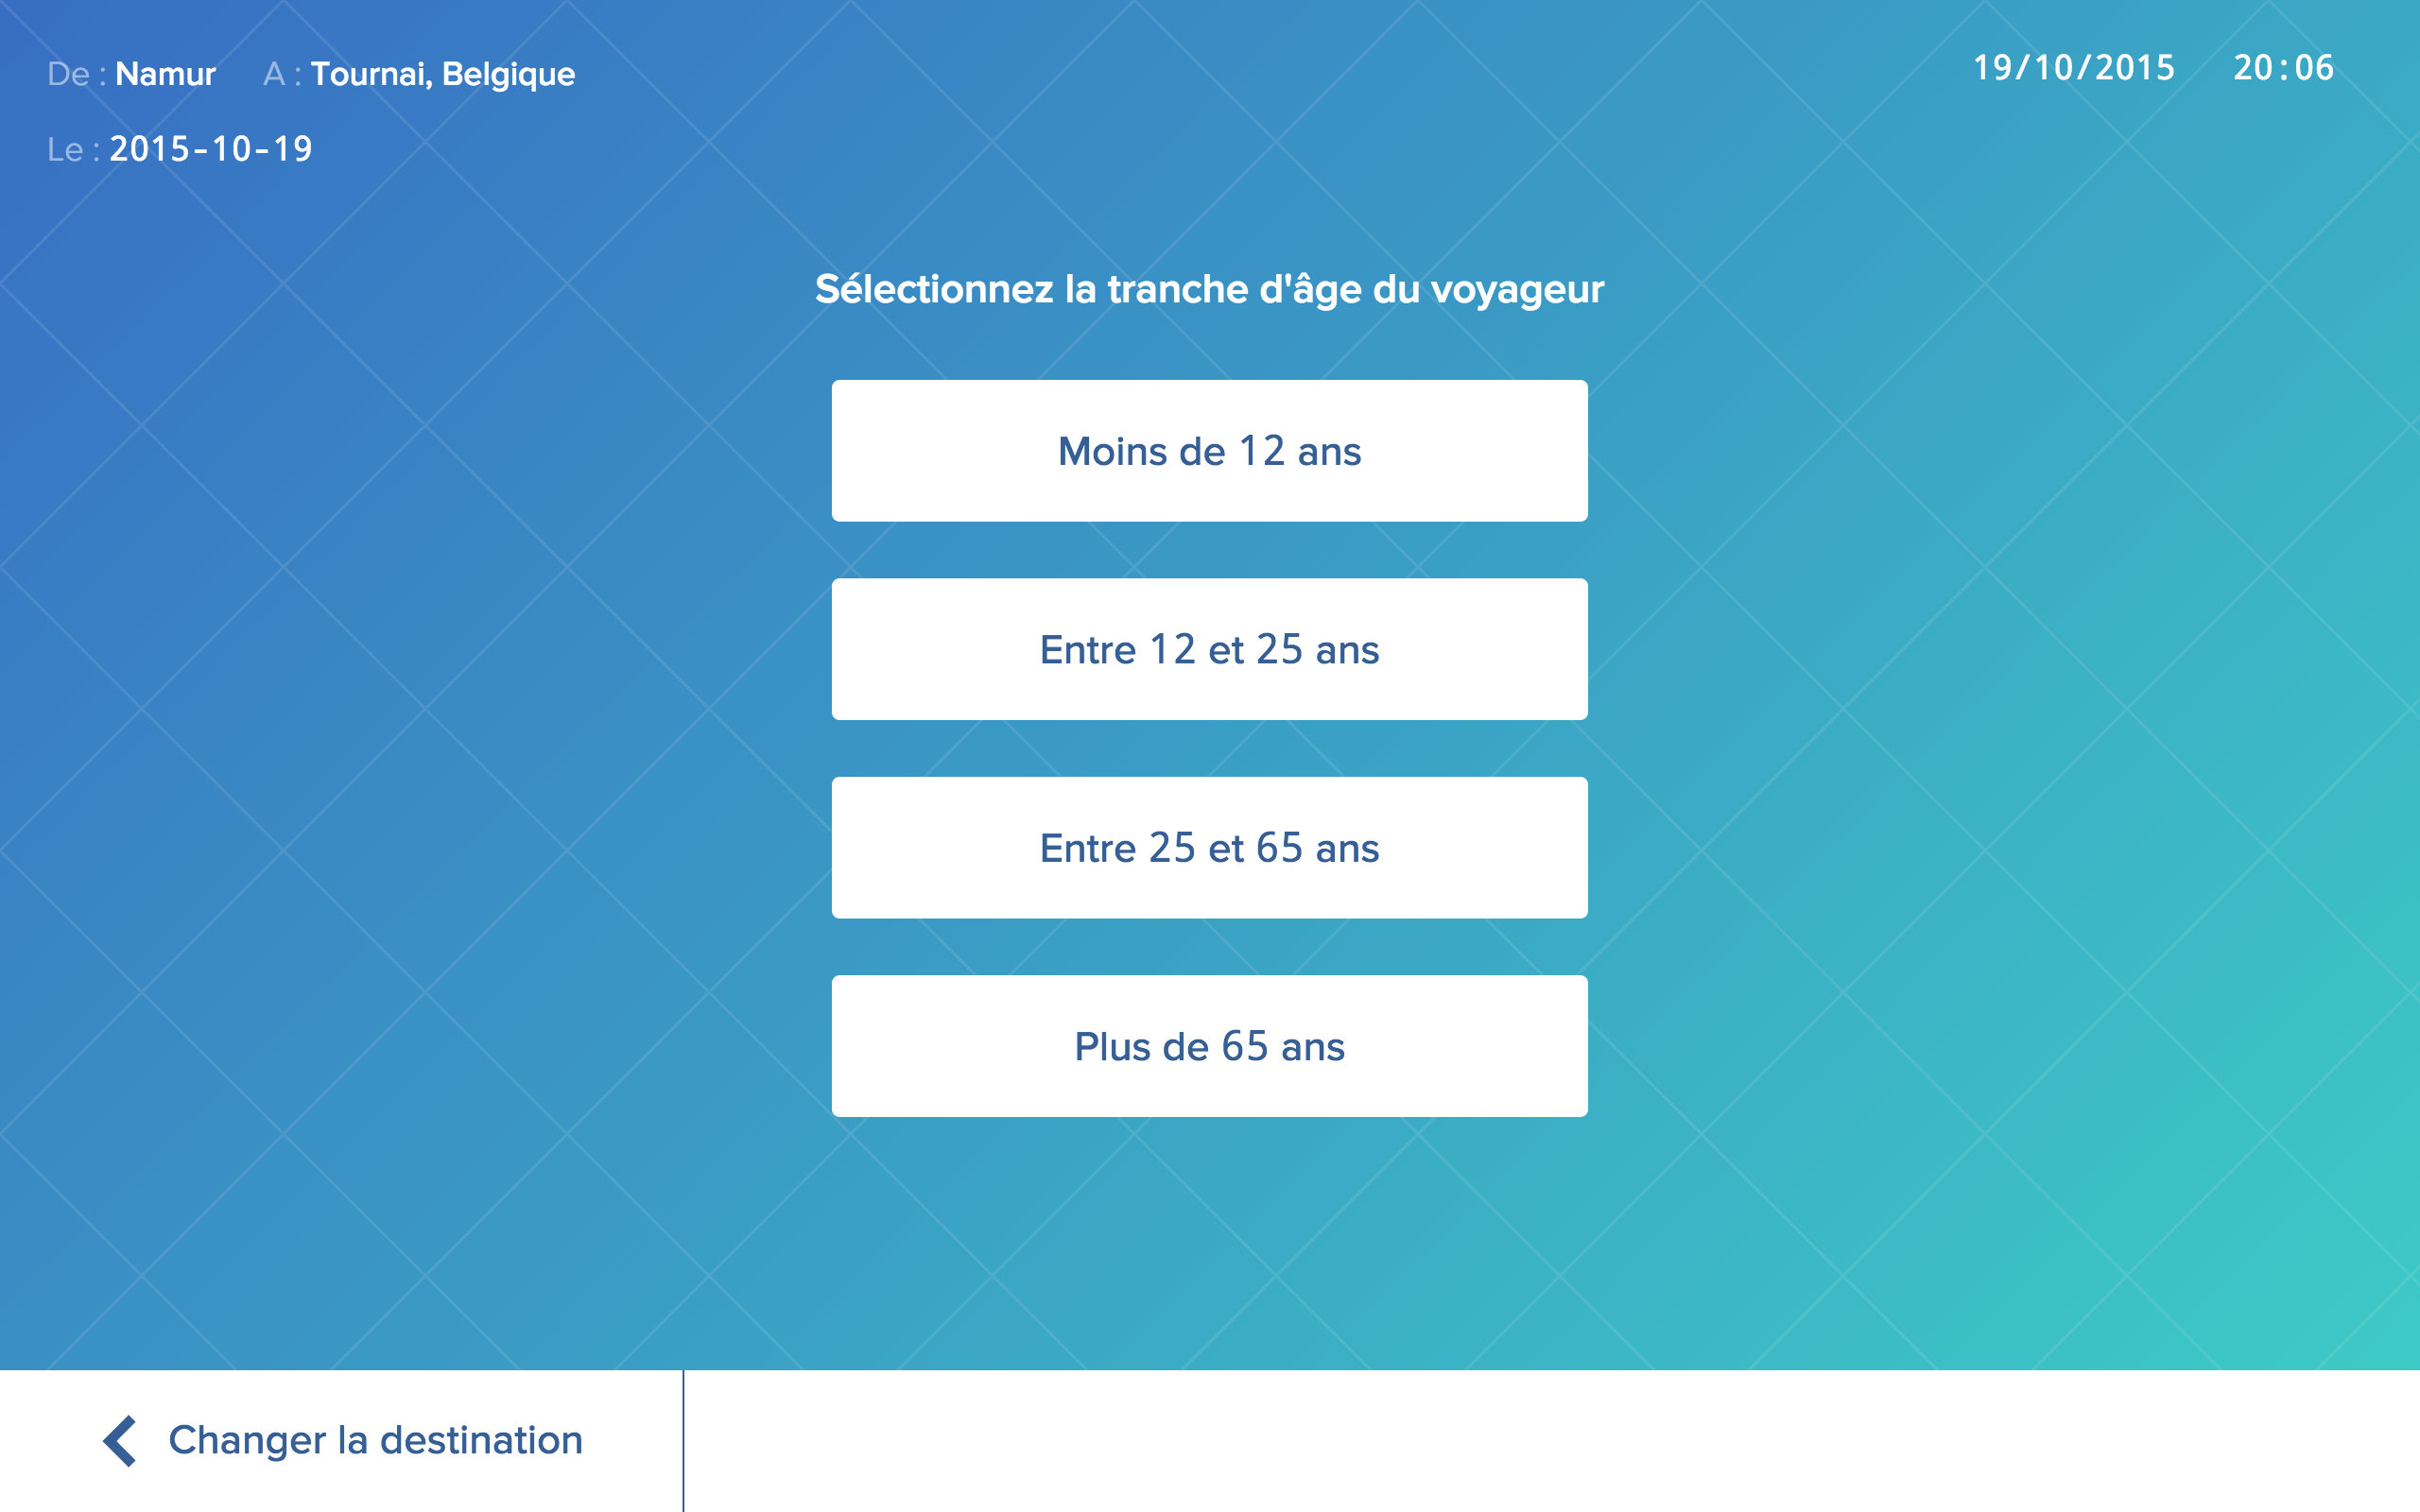 De : Namur A : Tournai, Belgique
19/10/2015 20:06
Le : 2015-10-19
Sélectionnez la tranche d'âge du voyageur
Moins de 12 ans
Entre 12 et 25 ans
Entre 25 et 65 ans
Plus de 65 ans
Changer la destination